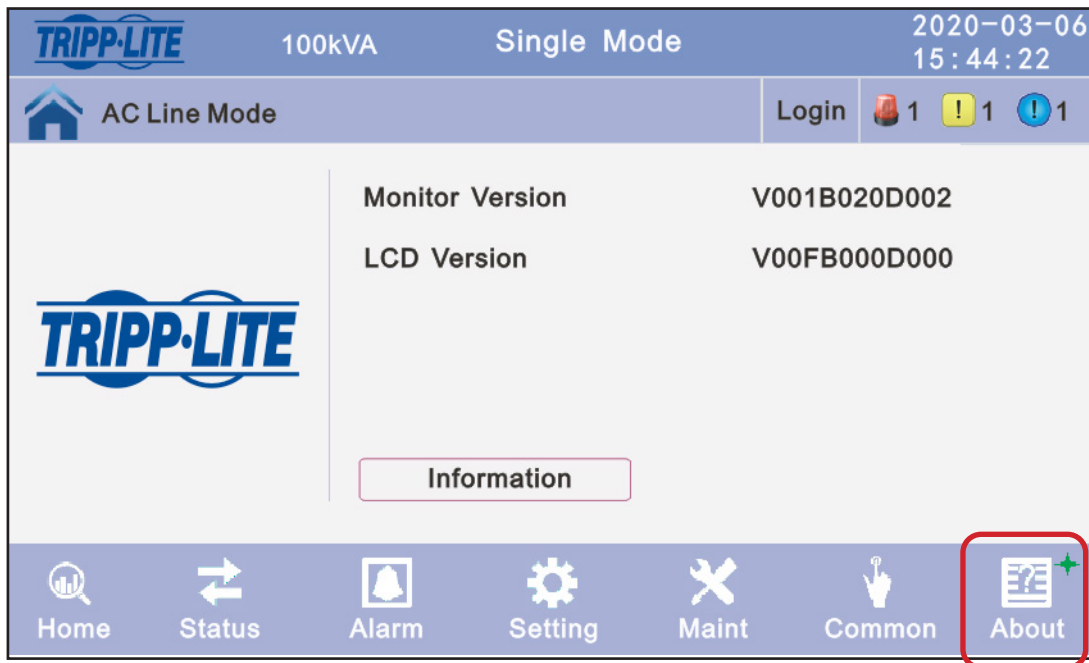 TRIPP·LITE 100kVA Single Mode 2020-03-06
15:44:22
AC Line Mode Login 1 ! 1 ! 1
Monitor Version V001B020D002
LCD Version V00FB000D000
TRIPP·LITE
Information
?
Home Status Alarm Setting Maint Common About